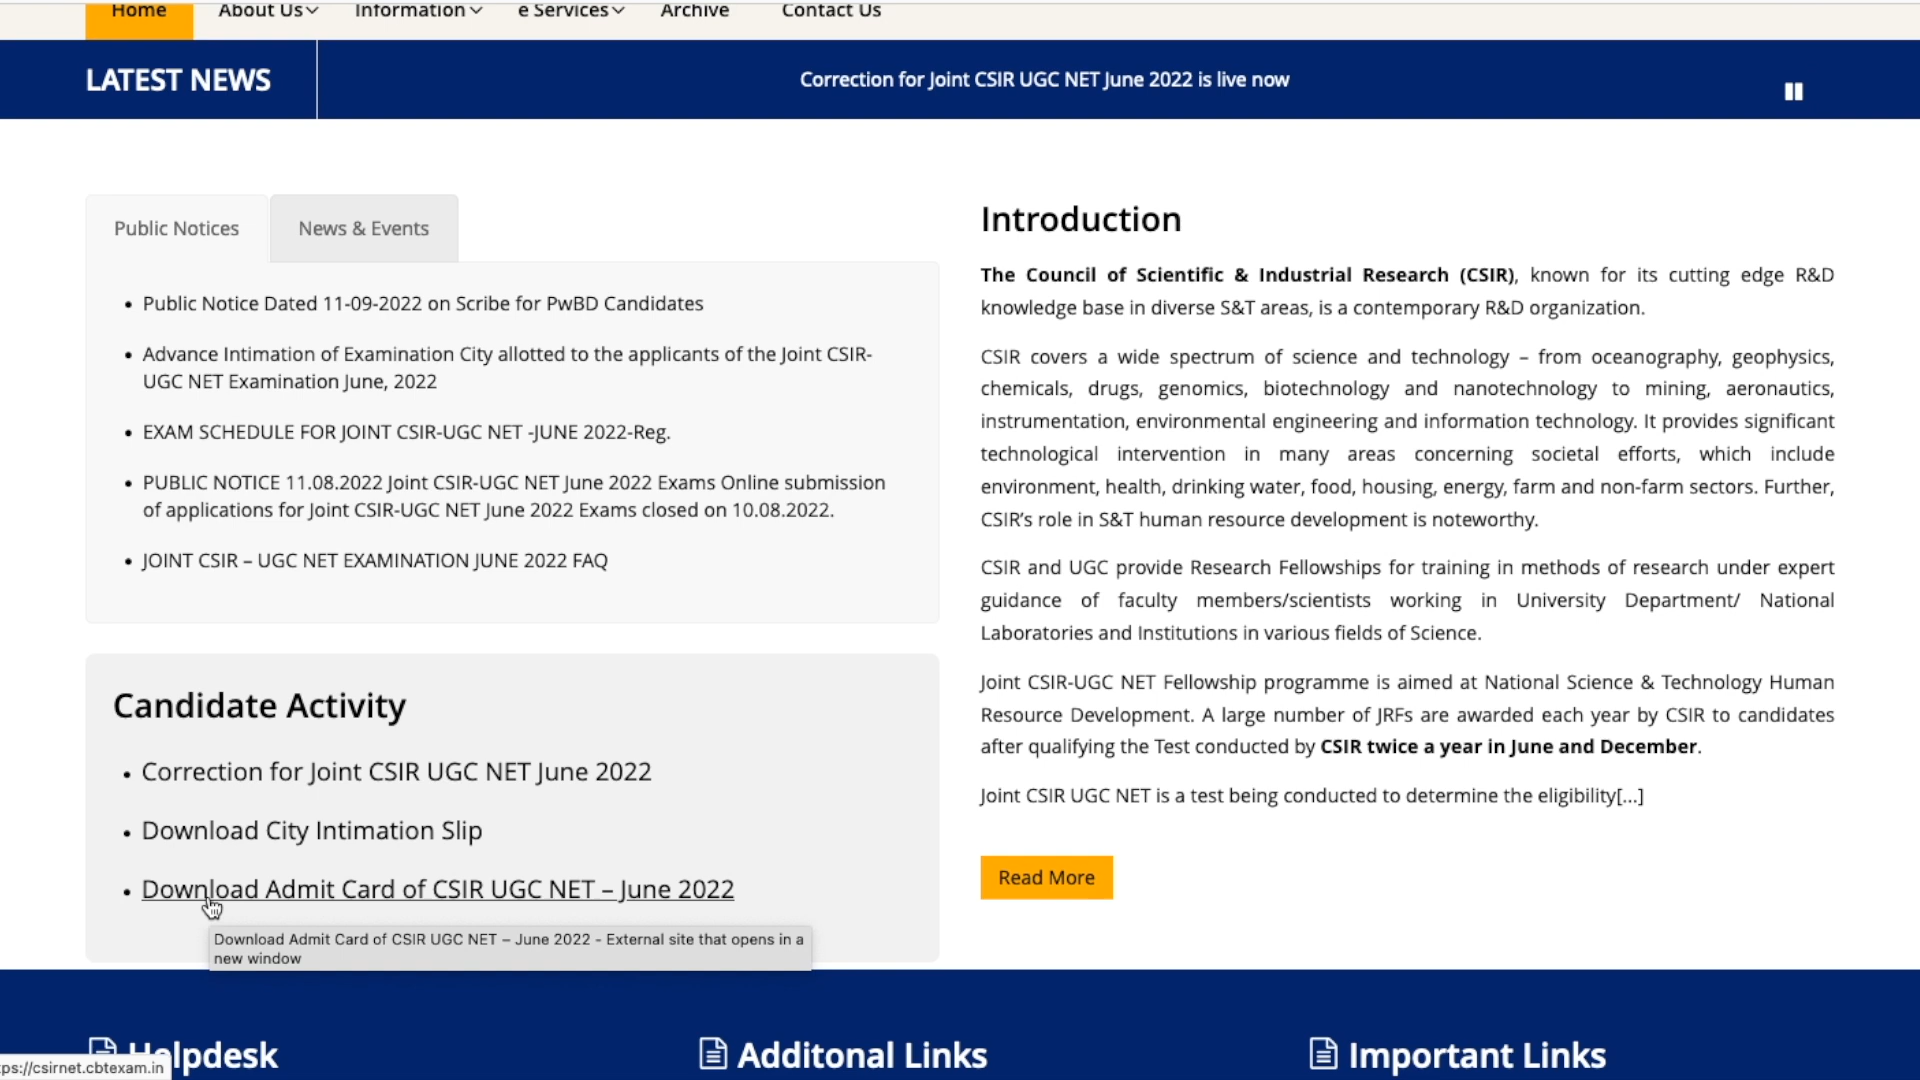 Home About Us Information e Services Archive Contact Us
LATEST NEWS
Correction for Joint CSIR UGC NET June 2022 is live now
Public Notices
News & Events
• Public Notice Dated 11-09-2022 on Scribe for PwBD Candidates
• Advance Intimation of Examination City allotted to the applicants of the Joint CSIR-
UGC NET Examination June, 2022
• EXAM SCHEDULE FOR JOINT CSIR-UGC NET -JUNE 2022-Reg.
• PUBLIC NOTICE 11.08.2022 Joint CSIR-UGC NET June 2022 Exams Online submission
of applications for Joint CSIR-UGC NET June 2022 Exams closed on 10.08.2022.
• JOINT CSIR – UGC NET EXAMINATION JUNE 2022 FAQ
Candidate Activity
• Correction for Joint CSIR UGC NET June 2022
• Download City Intimation Slip
• Download Admit Card of CSIR UGC NET – June 2022
Download Admit Card of CSIR UGC NET – June 2022 - External site that opens in a
new window
Introduction
The Council of Scientific & Industrial Research (CSIR), known for its cutting edge R&D
knowledge base in diverse S&T areas, is a contemporary R&D organization.
CSIR covers a wide spectrum of science and technology – from oceanography, geophysics,
chemicals, drugs, genomics, biotechnology and nanotechnology to mining, aeronautics,
instrumentation, environmental engineering and information technology. It provides significant
technological intervention in many areas concerning societal efforts, which include
environment, health, drinking water, food, housing, energy, farm and non-farm sectors. Further,
CSIR’s role in S&T human resource development is noteworthy.
CSIR and UGC provide Research Fellowships for training in methods of research under expert
guidance of faculty members/scientists working in University Department/ National
Laboratories and Institutions in various fields of Science.
Joint CSIR-UGC NET Fellowship programme is aimed at National Science & Technology Human
Resource Development. A large number of JRFs are awarded each year by CSIR to candidates
after qualifying the Test conducted by CSIR twice a year in June and December.
Joint CSIR UGC NET is a test being conducted to determine the eligibility[...]
Read More
Helpdesk
Additonal Links
Important Links
tps://csirnet.cbtexam.in